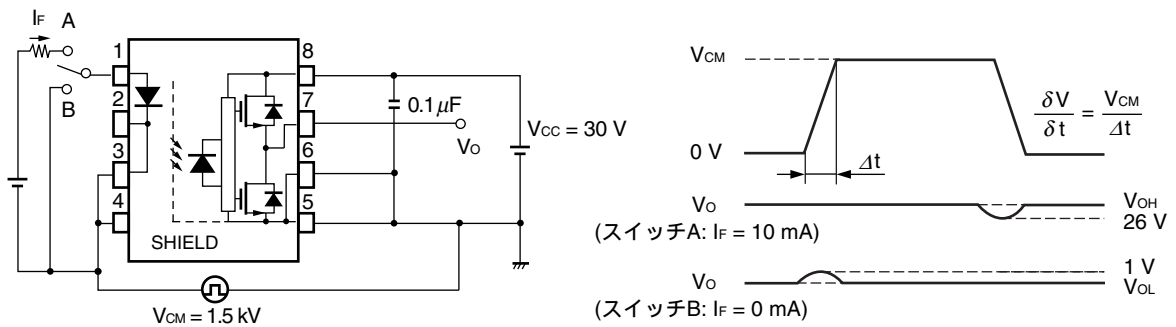 IF
A
B
1
2
3
4
8
7
6
5
SHIELD
0.1 μF
VO
VCC = 30 V
VCM = 1.5 kV
VCM
0 V
Δt
δV
δt
=
VCM
Δt
VO
(スイッチA: IF = 10 mA)
VOH
26 V
VO
(スイッチB: IF = 0 mA)
1 V
VOL